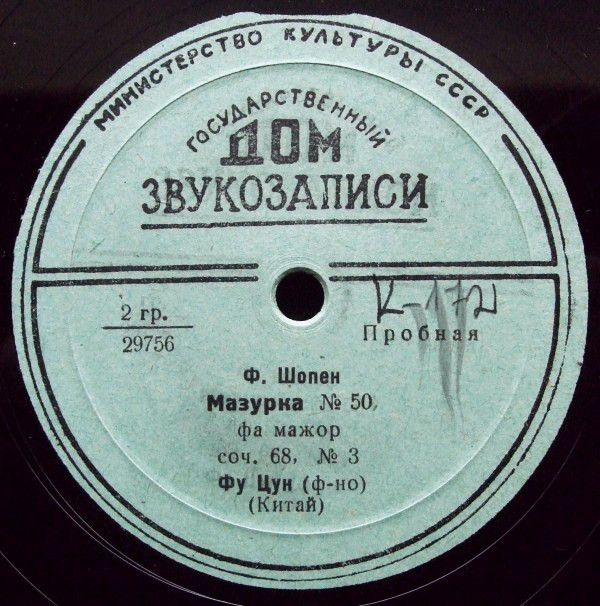 МИНИСТЕРСТВО КУЛЬТУРЫ СССР
ГОСУДАРСТВЕННЫЙ
ДОМ
ЗВУКОЗАПИСИ
2 гр.
29756
К-172
Пробная
Ф. Шопен
Мазурка № 50,
фа мажор
соч. 68, № 3
Фу Цун (ф-но)
(Китай)